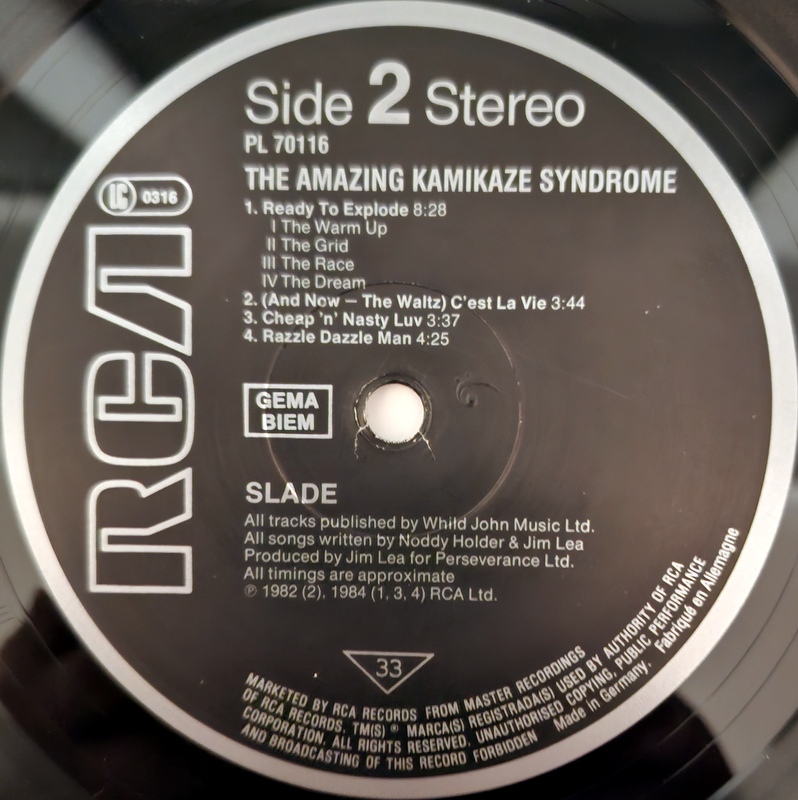 Side 2 Stereo
PL 70116
THE AMAZING KAMIKAZE SYNDROME
LC 0316
RCA
1. Ready To Explode 8:28
I The Warm Up
II The Grid
III The Race
IV The Dream
2. (And Now – The Waltz) C'est La Vie 3:44
3. Cheap 'n' Nasty Luv 3:37
4. Razzle Dazzle Man 4:25
GEMA
BIEM
SLADE
All tracks published by Whild John Music Ltd.
All songs written by Noddy Holder & Jim Lea
Produced by Jim Lea for Perseverance Ltd.
All timings are approximate
℗ 1982 (2), 1984 (1, 3, 4) RCA Ltd.
33
MARKETED BY RCA RECORDS FROM MASTER RECORDINGS
OF RCA RECORDS. TM(S) ® MARCA(S) REGISTRADA(S) USED BY AUTHORITY OF RCA
CORPORATION. ALL RIGHTS RESERVED. UNAUTHORISED COPYING, PUBLIC PERFORMANCE
AND BROADCASTING OF THIS RECORD FORBIDDEN Made in Germany. Fabriqué en Allemagne